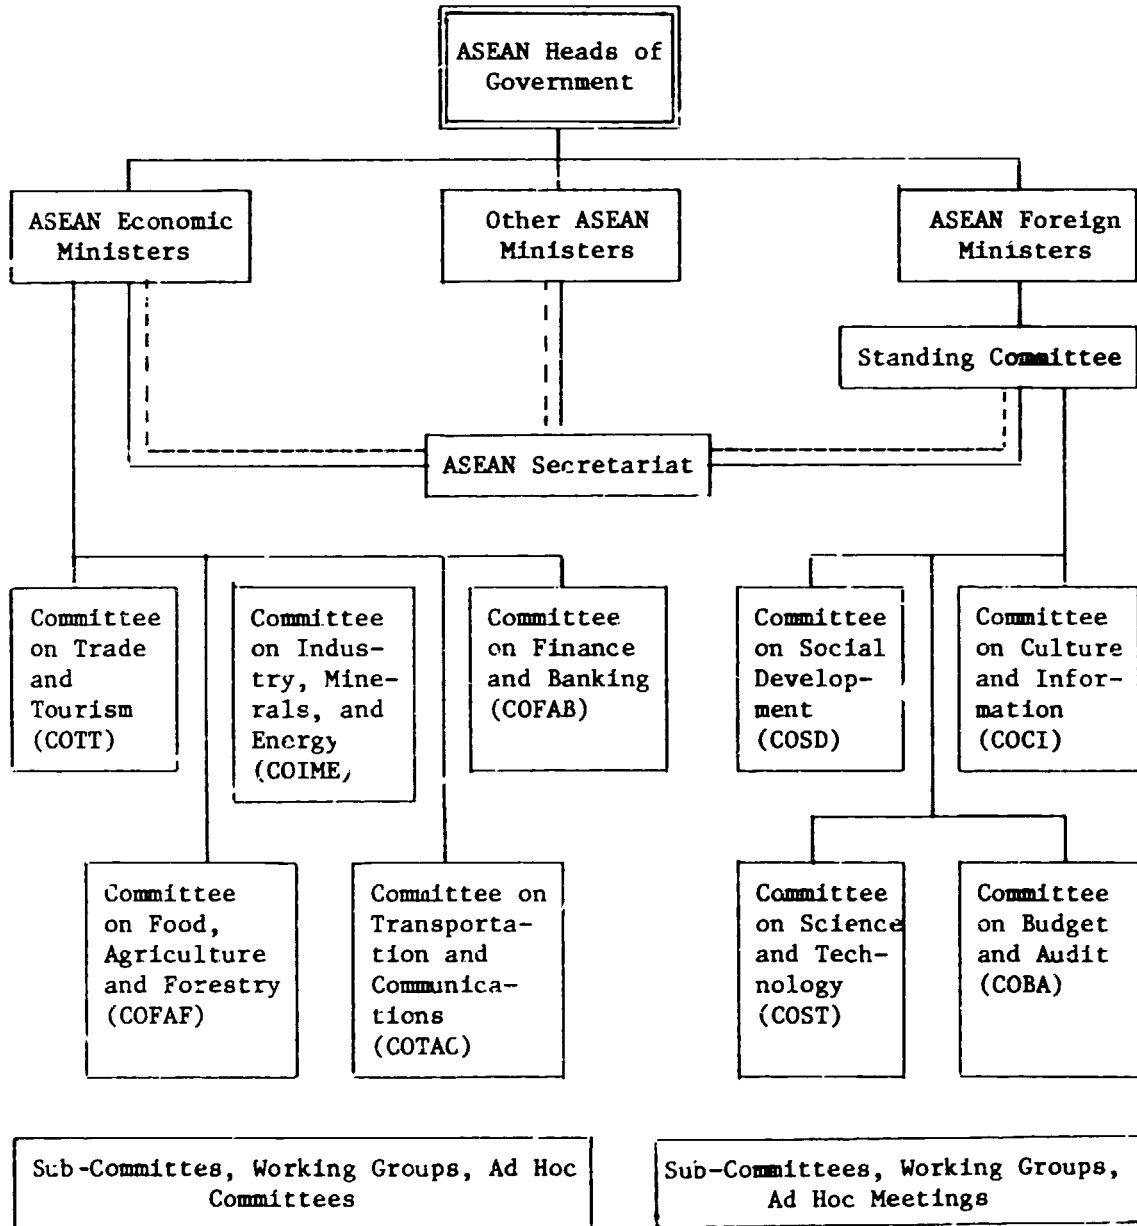 ASEAN Heads of
Government
ASEAN Economic
Ministers
Other ASEAN
Ministers
ASEAN Foreign
Ministers
Standing Committee
ASEAN Secretariat
Committee
on Trade
and
Tourism
(COTT)
Committee
on Indus-
try, Mine-
rals, and
Energy
(COIME)
Committee
on Finance
and Banking
(COFAB)
Committee
on Social
Develop-
ment
(COSD)
Committee
on Culture
and Infor-
mation
(COCI)
Committee
on Food,
Agriculture
and Forestry
(COFAF)
Committee on
Transporta-
tion and
Communica-
tions
(COTAC)
Committee
on Science
and Tech-
nology
(COST)
Committee
on Budget
and Audit
(COBA)
Sub-Committes, Working Groups, Ad Hoc
Committees
Sub-Committees, Working Groups,
Ad Hoc Meetings